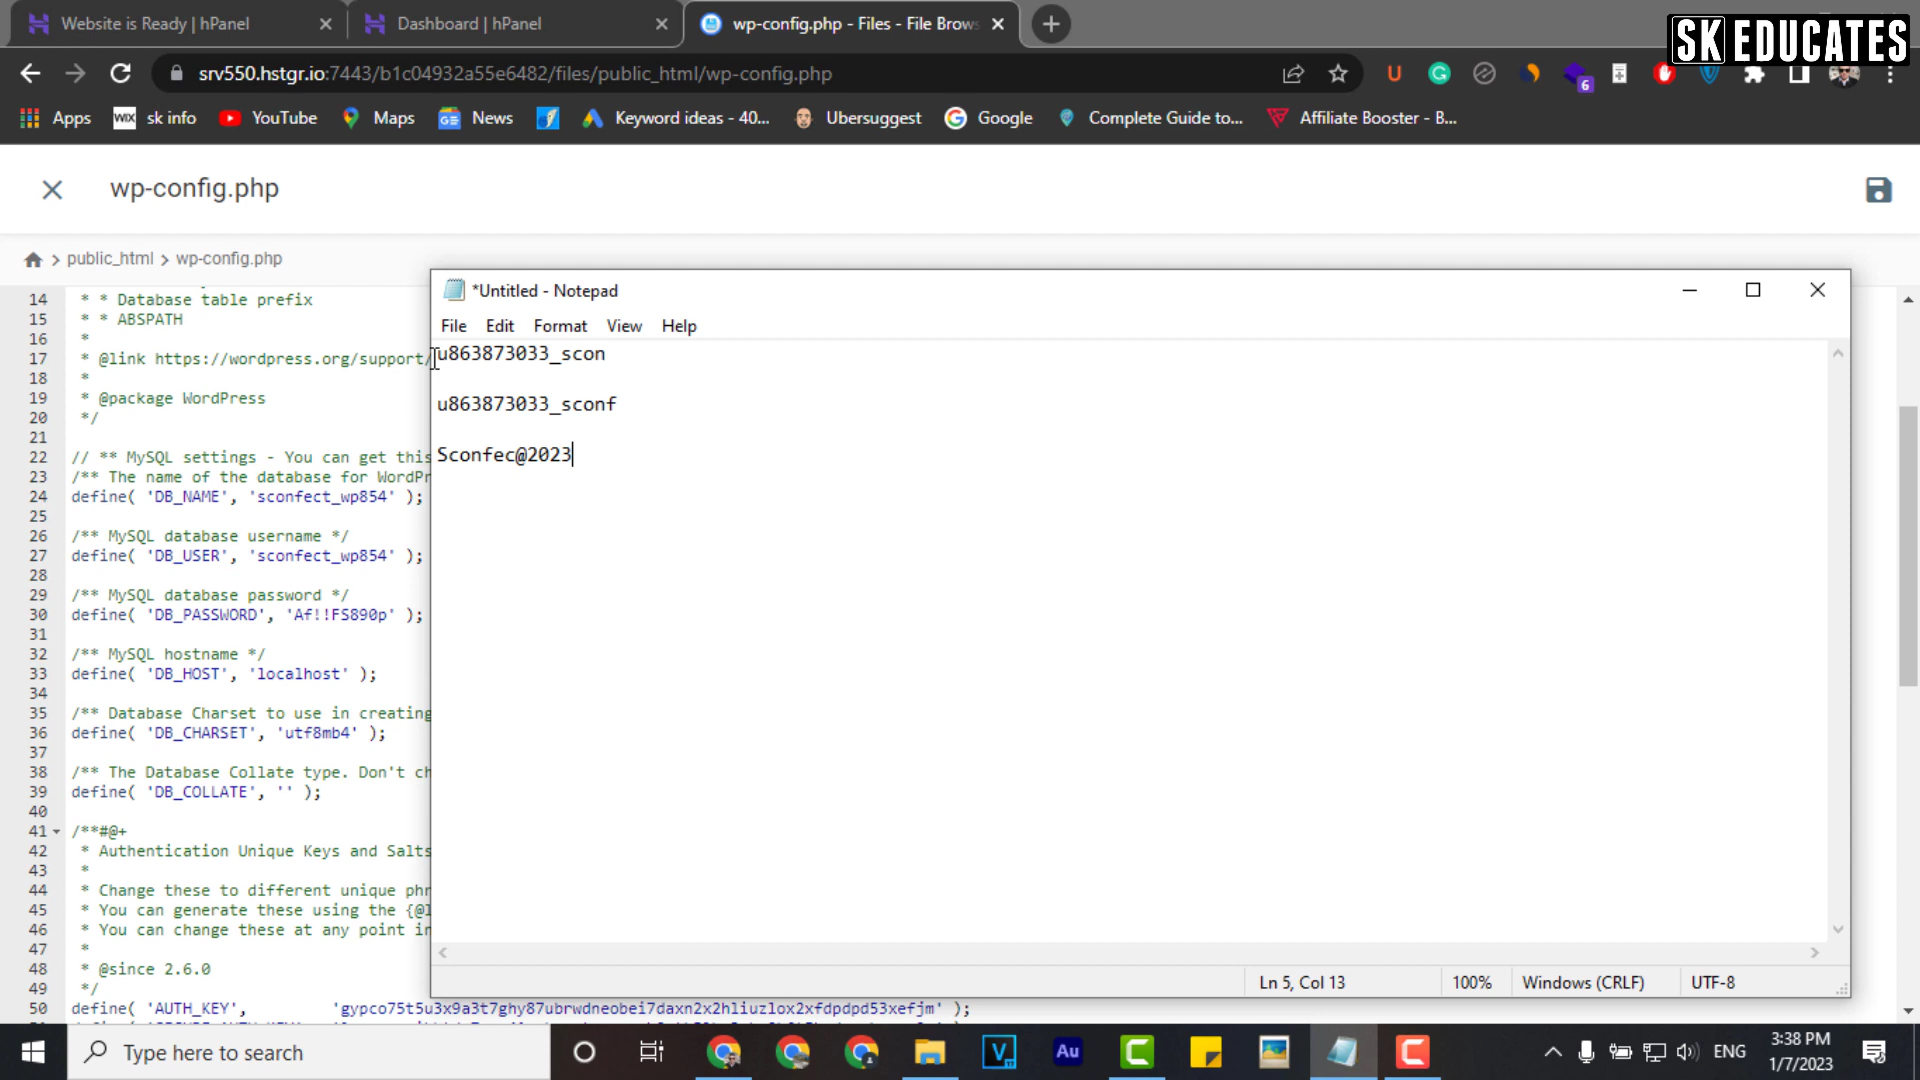 Website is Ready | hPanel
Dashboard | hPanel
wp-config.php - Files - File Brows
SK EDUCATES
srv550.hstgr.io:7443/b1c04932a55e6482/files/public_html/wp-config.php
6
Apps
WIX sk info
YouTube
Maps
News
Keyword ideas - 40...
Ubersuggest
Google
Complete Guide to...
Affiliate Booster - B...
wp-config.php
public_html > wp-config.php
*Untitled - Notepad
File Edit Format View Help
u863873033_scon
u863873033_sconf
Sconfec@2023
Ln 5, Col 13
100%
Windows (CRLF)
UTF-8
14 * * Database table prefix
15 * * ABSPATH
16 *
17 * @link https://wordpress.org/support/
18 *
19 * @package WordPress
20 */
21
22 // ** MySQL settings - You can get this
23 /** The name of the database for WordPr
24 define( 'DB_NAME', 'sconfect_wp854' );
25
26 /** MySQL database username */
27 define( 'DB_USER', 'sconfect_wp854' );
28
29 /** MySQL database password */
30 define( 'DB_PASSWORD', 'Af!!FS890p' );
31
32 /** MySQL hostname */
33 define( 'DB_HOST', 'localhost' );
34
35 /** Database Charset to use in creating
36 define( 'DB_CHARSET', 'utf8mb4' );
37
38 /** The Database Collate type. Don't ch
39 define( 'DB_COLLATE', '' );
40
41 /**#@+
42 * Authentication Unique Keys and Salts
43 *
44 * Change these to different unique phr
45 * You can generate these using the {@l
46 * You can change these at any point in
47 *
48 * @since 2.6.0
49 */
50 define( 'AUTH_KEY', 'gypco75t5u3x9a3t7ghy87ubrwdneobei7daxn2x2hliuzlox2xfdpdpd53xefjm' );
Type here to search
Au
ENG
3:38 PM
1/7/2023